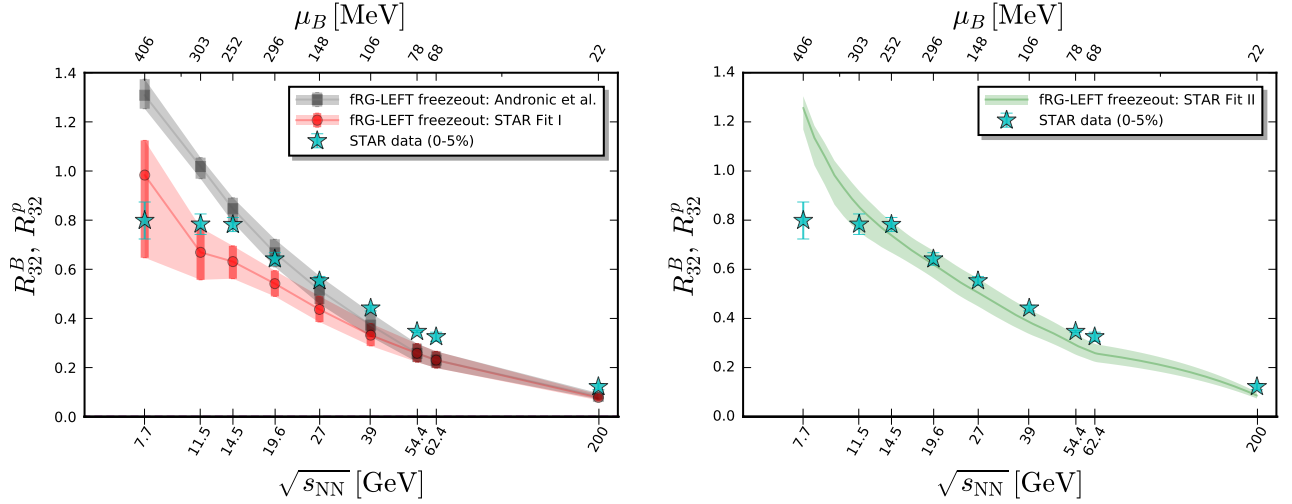 μ_B [MeV]
406 303 252 296 148 106 78 68 22
1.4
1.2
1.0
0.8
0.6
0.4
0.2
0.0
R^B_32, R^p_32
fRG-LEFT freezeout: Andronic et al.
fRG-LEFT freezeout: STAR Fit I
STAR data (0-5%)
7.7 11.5 14.5 19.6 27 39 54.4 62.4 200
√s_NN [GeV]
μ_B [MeV]
406 303 252 296 148 106 78 68 22
1.4
1.2
1.0
0.8
0.6
0.4
0.2
0.0
R^B_32, R^p_32
fRG-LEFT freezeout: STAR Fit II
STAR data (0-5%)
7.7 11.5 14.5 19.6 27 39 54.4 62.4 200
√s_NN [GeV]